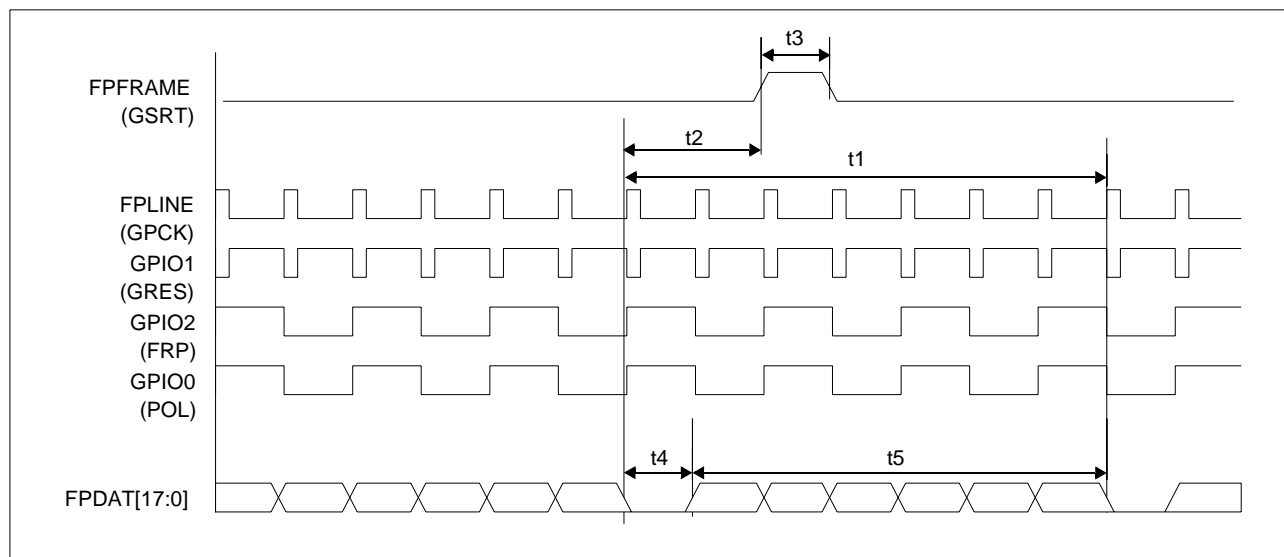 t3
FPFRAME
(GSRT)
t2
t1
FPLINE
(GPCK)
GPIO1
(GRES)
GPIO2
(FRP)
GPIO0
(POL)
t4
t5
FPDAT[17:0]